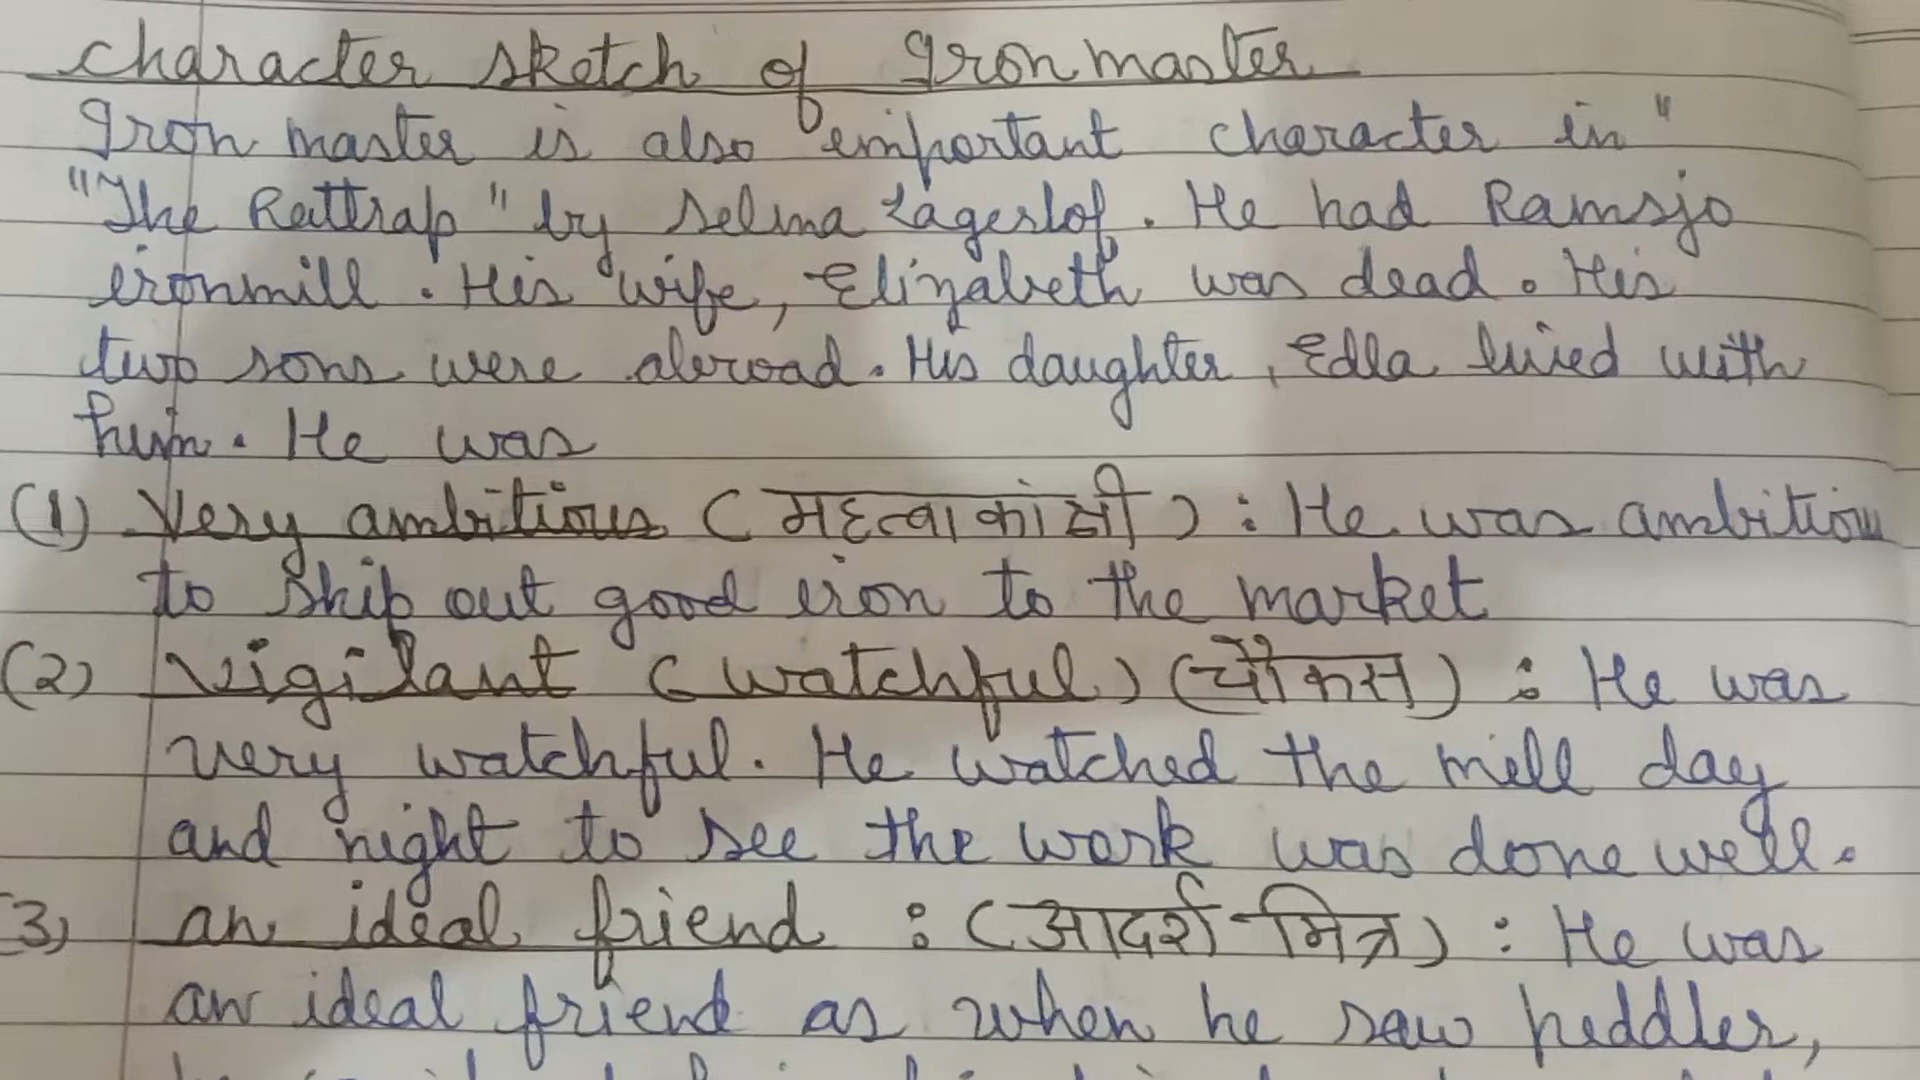 character sketch of Ironmaster
Iron master is also important character in "
"The Rattrap" by Selma Lagerlof. He had Ramsjo
ironmill. His wife, Elizabeth was dead. His
two sons were abroad. His daughter, Edla lived with
him. He was
(1) Very ambitious (महत्वाकांक्षी) : He was ambition
to ship out good iron to the market
(2) Vigilant (watchful) (चौकस) : He was
very watchful. He watched the mill day
and night to see the work was done well.
(3) an ideal friend : (आदर्श मित्र) : He was
an ideal friend as when he saw peddler,